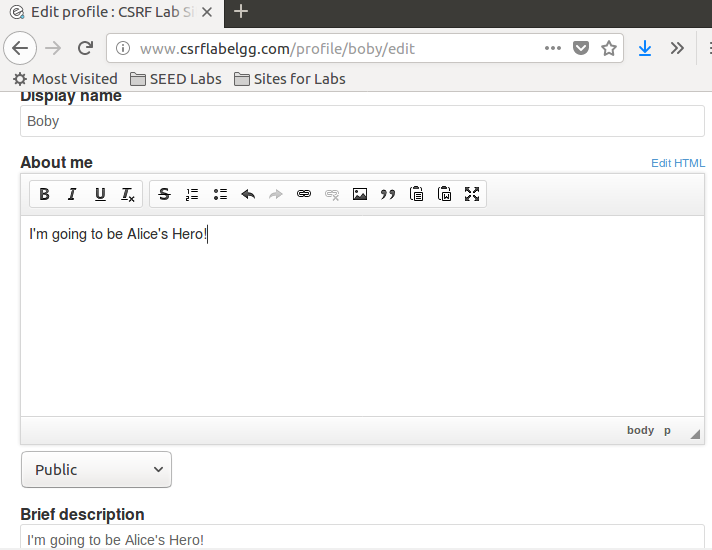 Edit profile : CSRF Lab Si
www.csrflabelgg.com/profile/boby/edit
Most Visited SEED Labs Sites for Labs
Display name
Boby
About me Edit HTML
B I U Tx S
I'm going to be Alice's Hero!
body p
Public
Brief description
I'm going to be Alice's Hero!